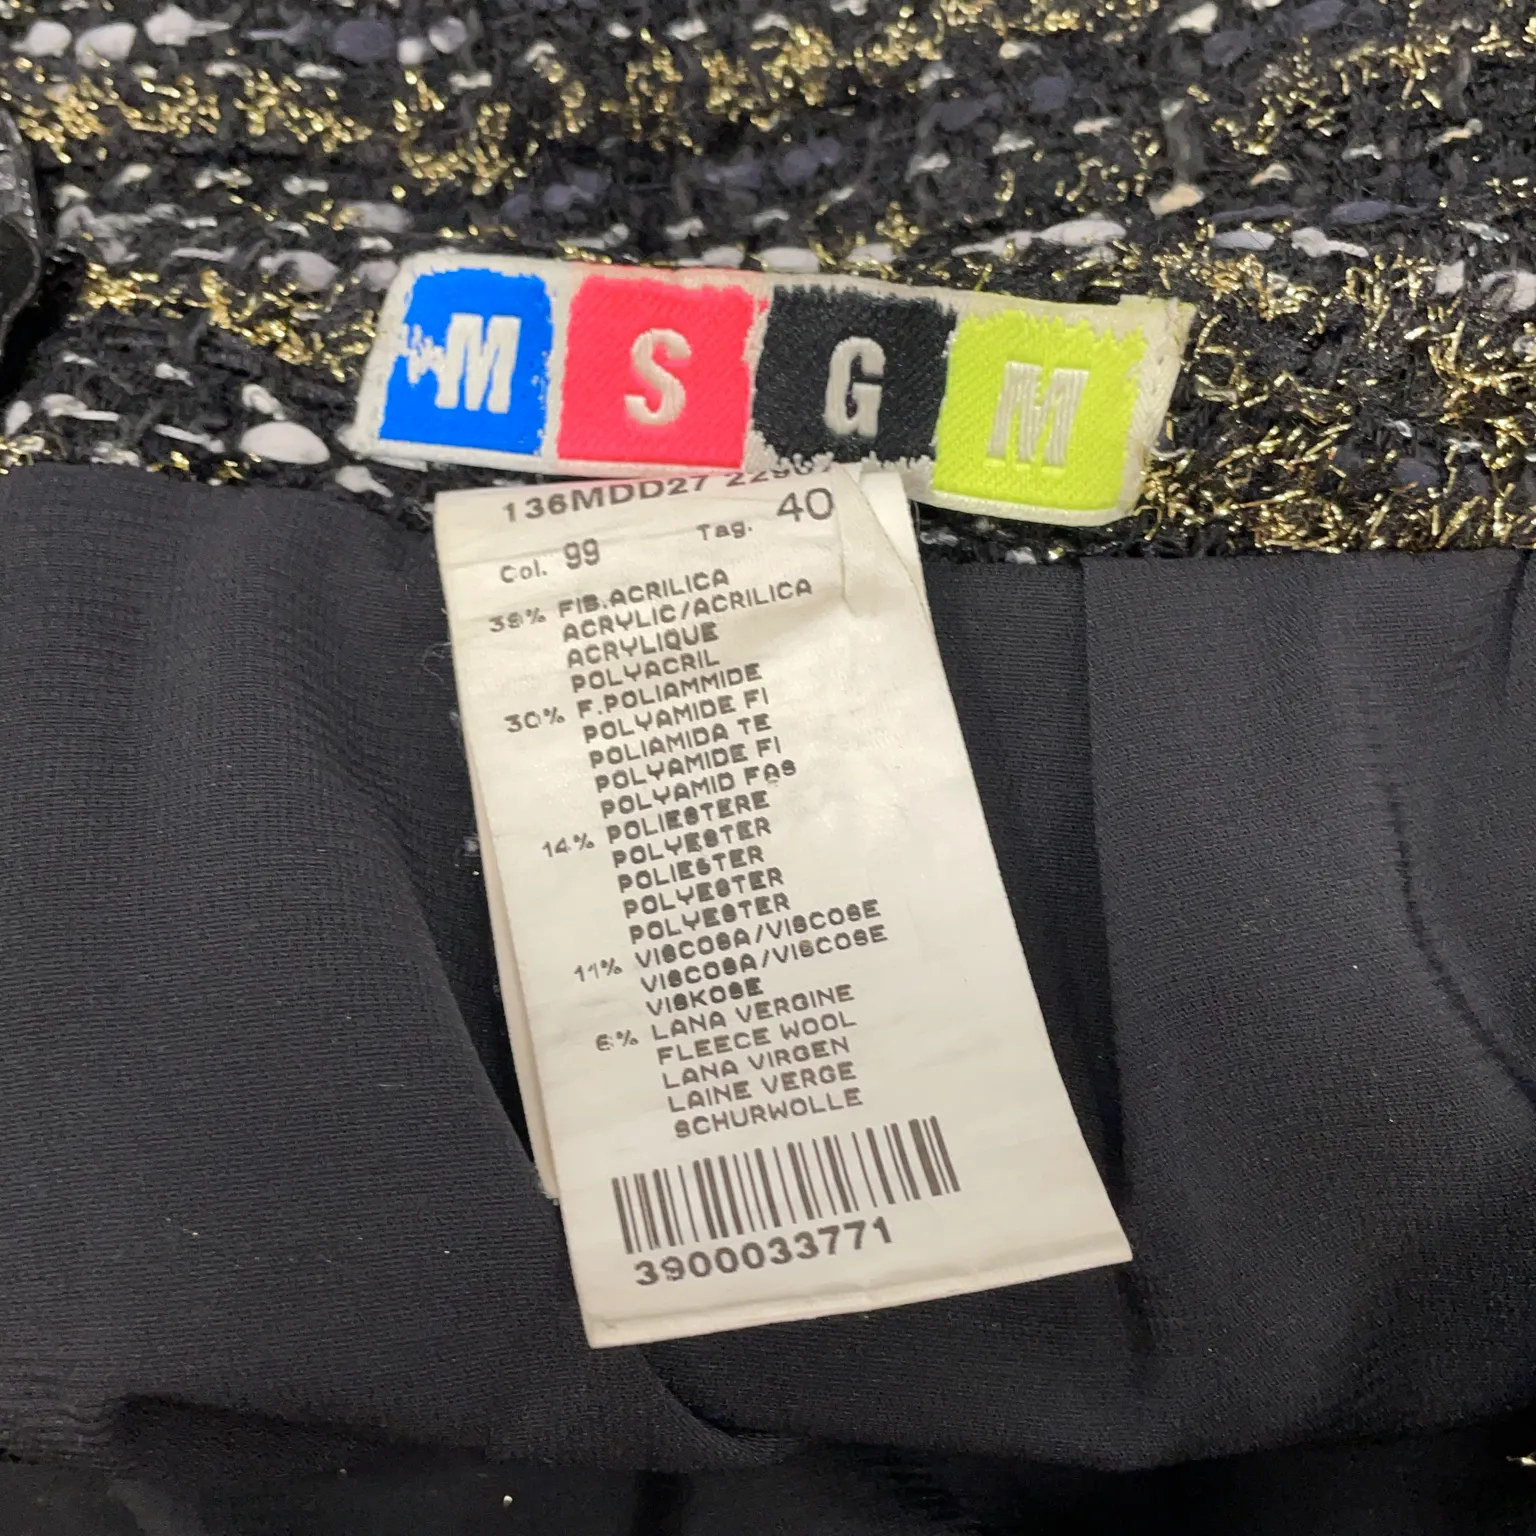 MSGM
136MDD27
Col. 99 Tag. 40
FIB.ACRILICA
ACRYLIC/ACRILICA
ACRYLIQUE
POLYACRIL
30% F.POLIAMMIDE
POLYAMIDE FI
POLIAMIDA TE
POLYAMIDE FI
POLYAMID FAS
14% POLIESTERE
POLYESTER
POLIESTER
POLYESTER
POLYESTER
11% VISCOSA/VISCOSE
VISCOSA/VISCOSE
VISKOSE
6% LANA VERGINE
FLEECE WOOL
LANA VIRGEN
LAINE VERGE
SCHURWOLLE
3900033771